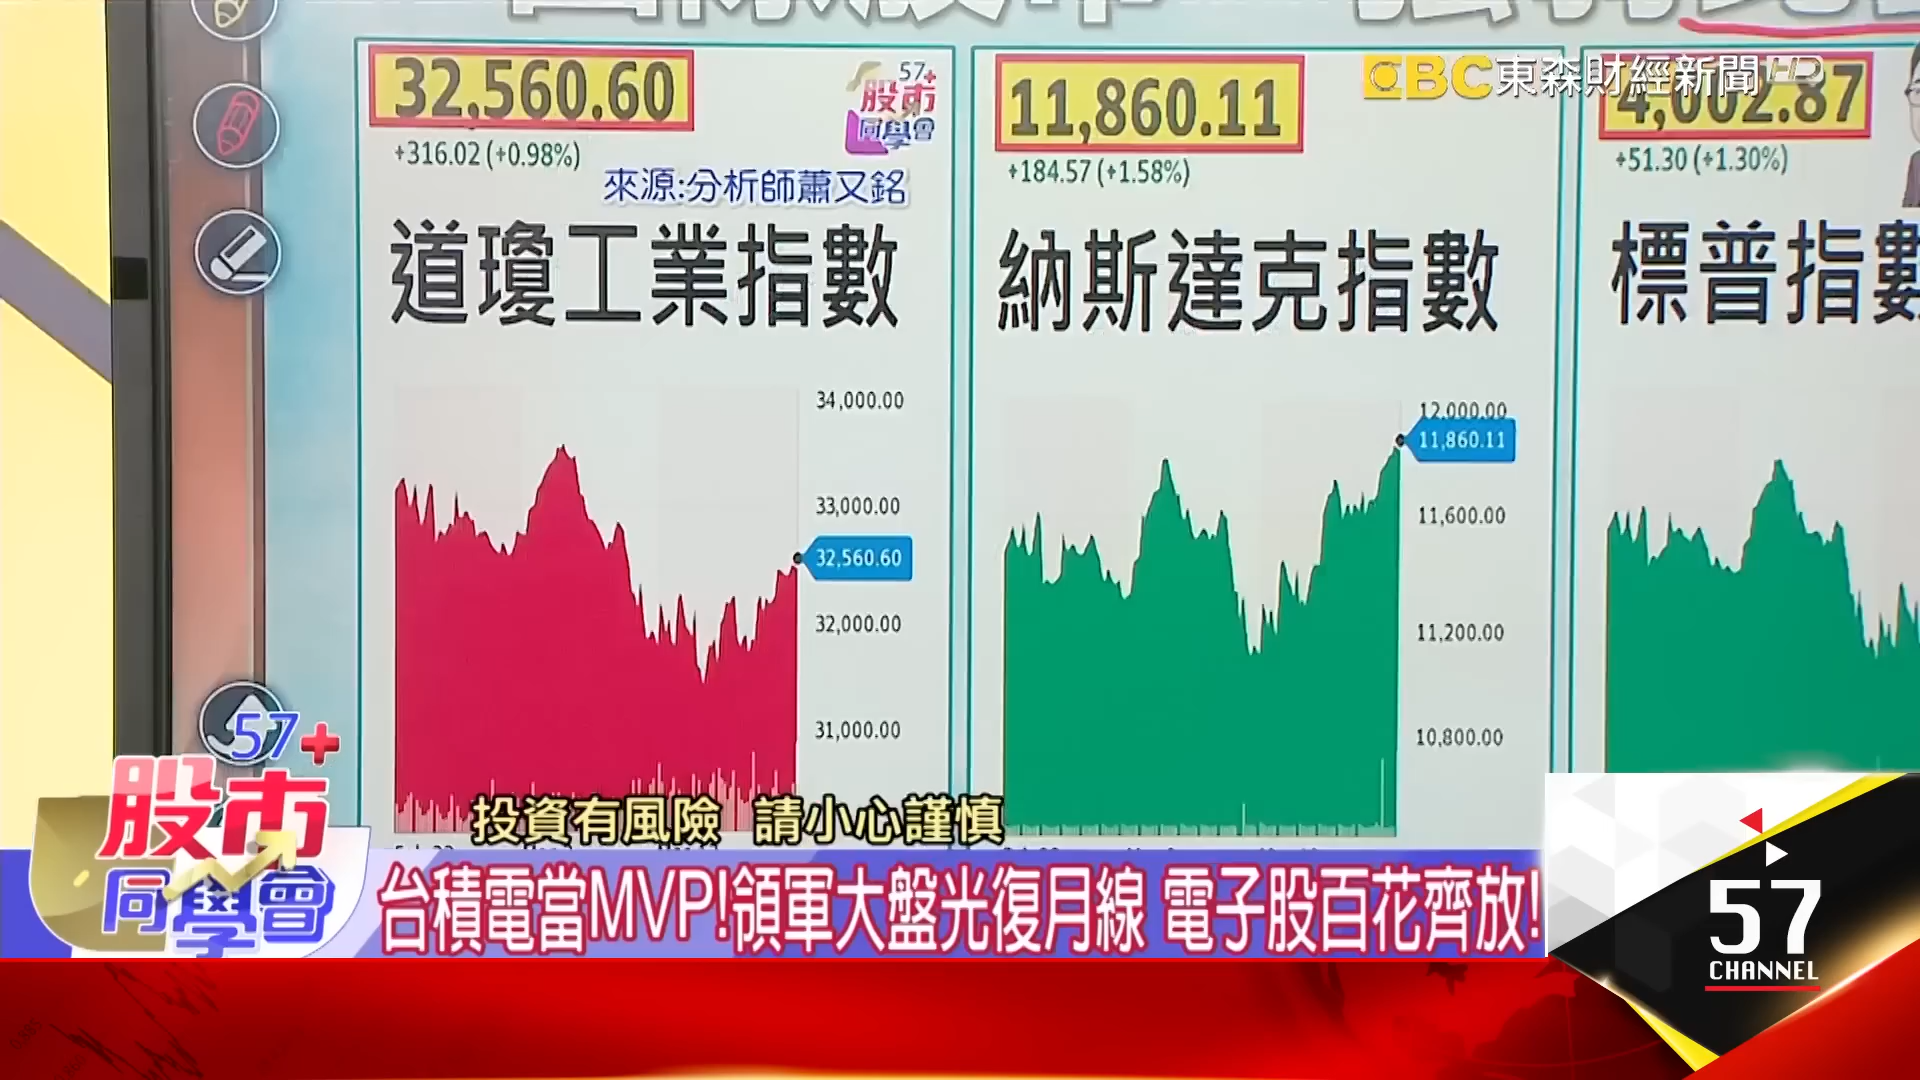 32,560.60
+316.02 (+0.98%)
57+
股市
同學會
來源:分析師蕭又銘
道瓊工業指數
34,000.00
33,000.00
32,560.60
32,000.00
31,000.00
11,860.11
+184.57 (+1.58%)
納斯達克指數
12,000.00
11,860.11
11,600.00
11,200.00
10,800.00
EBC東森財經新聞HD
4,002.87
+51.30 (+1.30%)
標普指數
投資有風險 請小心謹慎
57+
股市
同學會
台積電當MVP!領軍大盤光復月線 電子股百花齊放!
57
CHANNEL